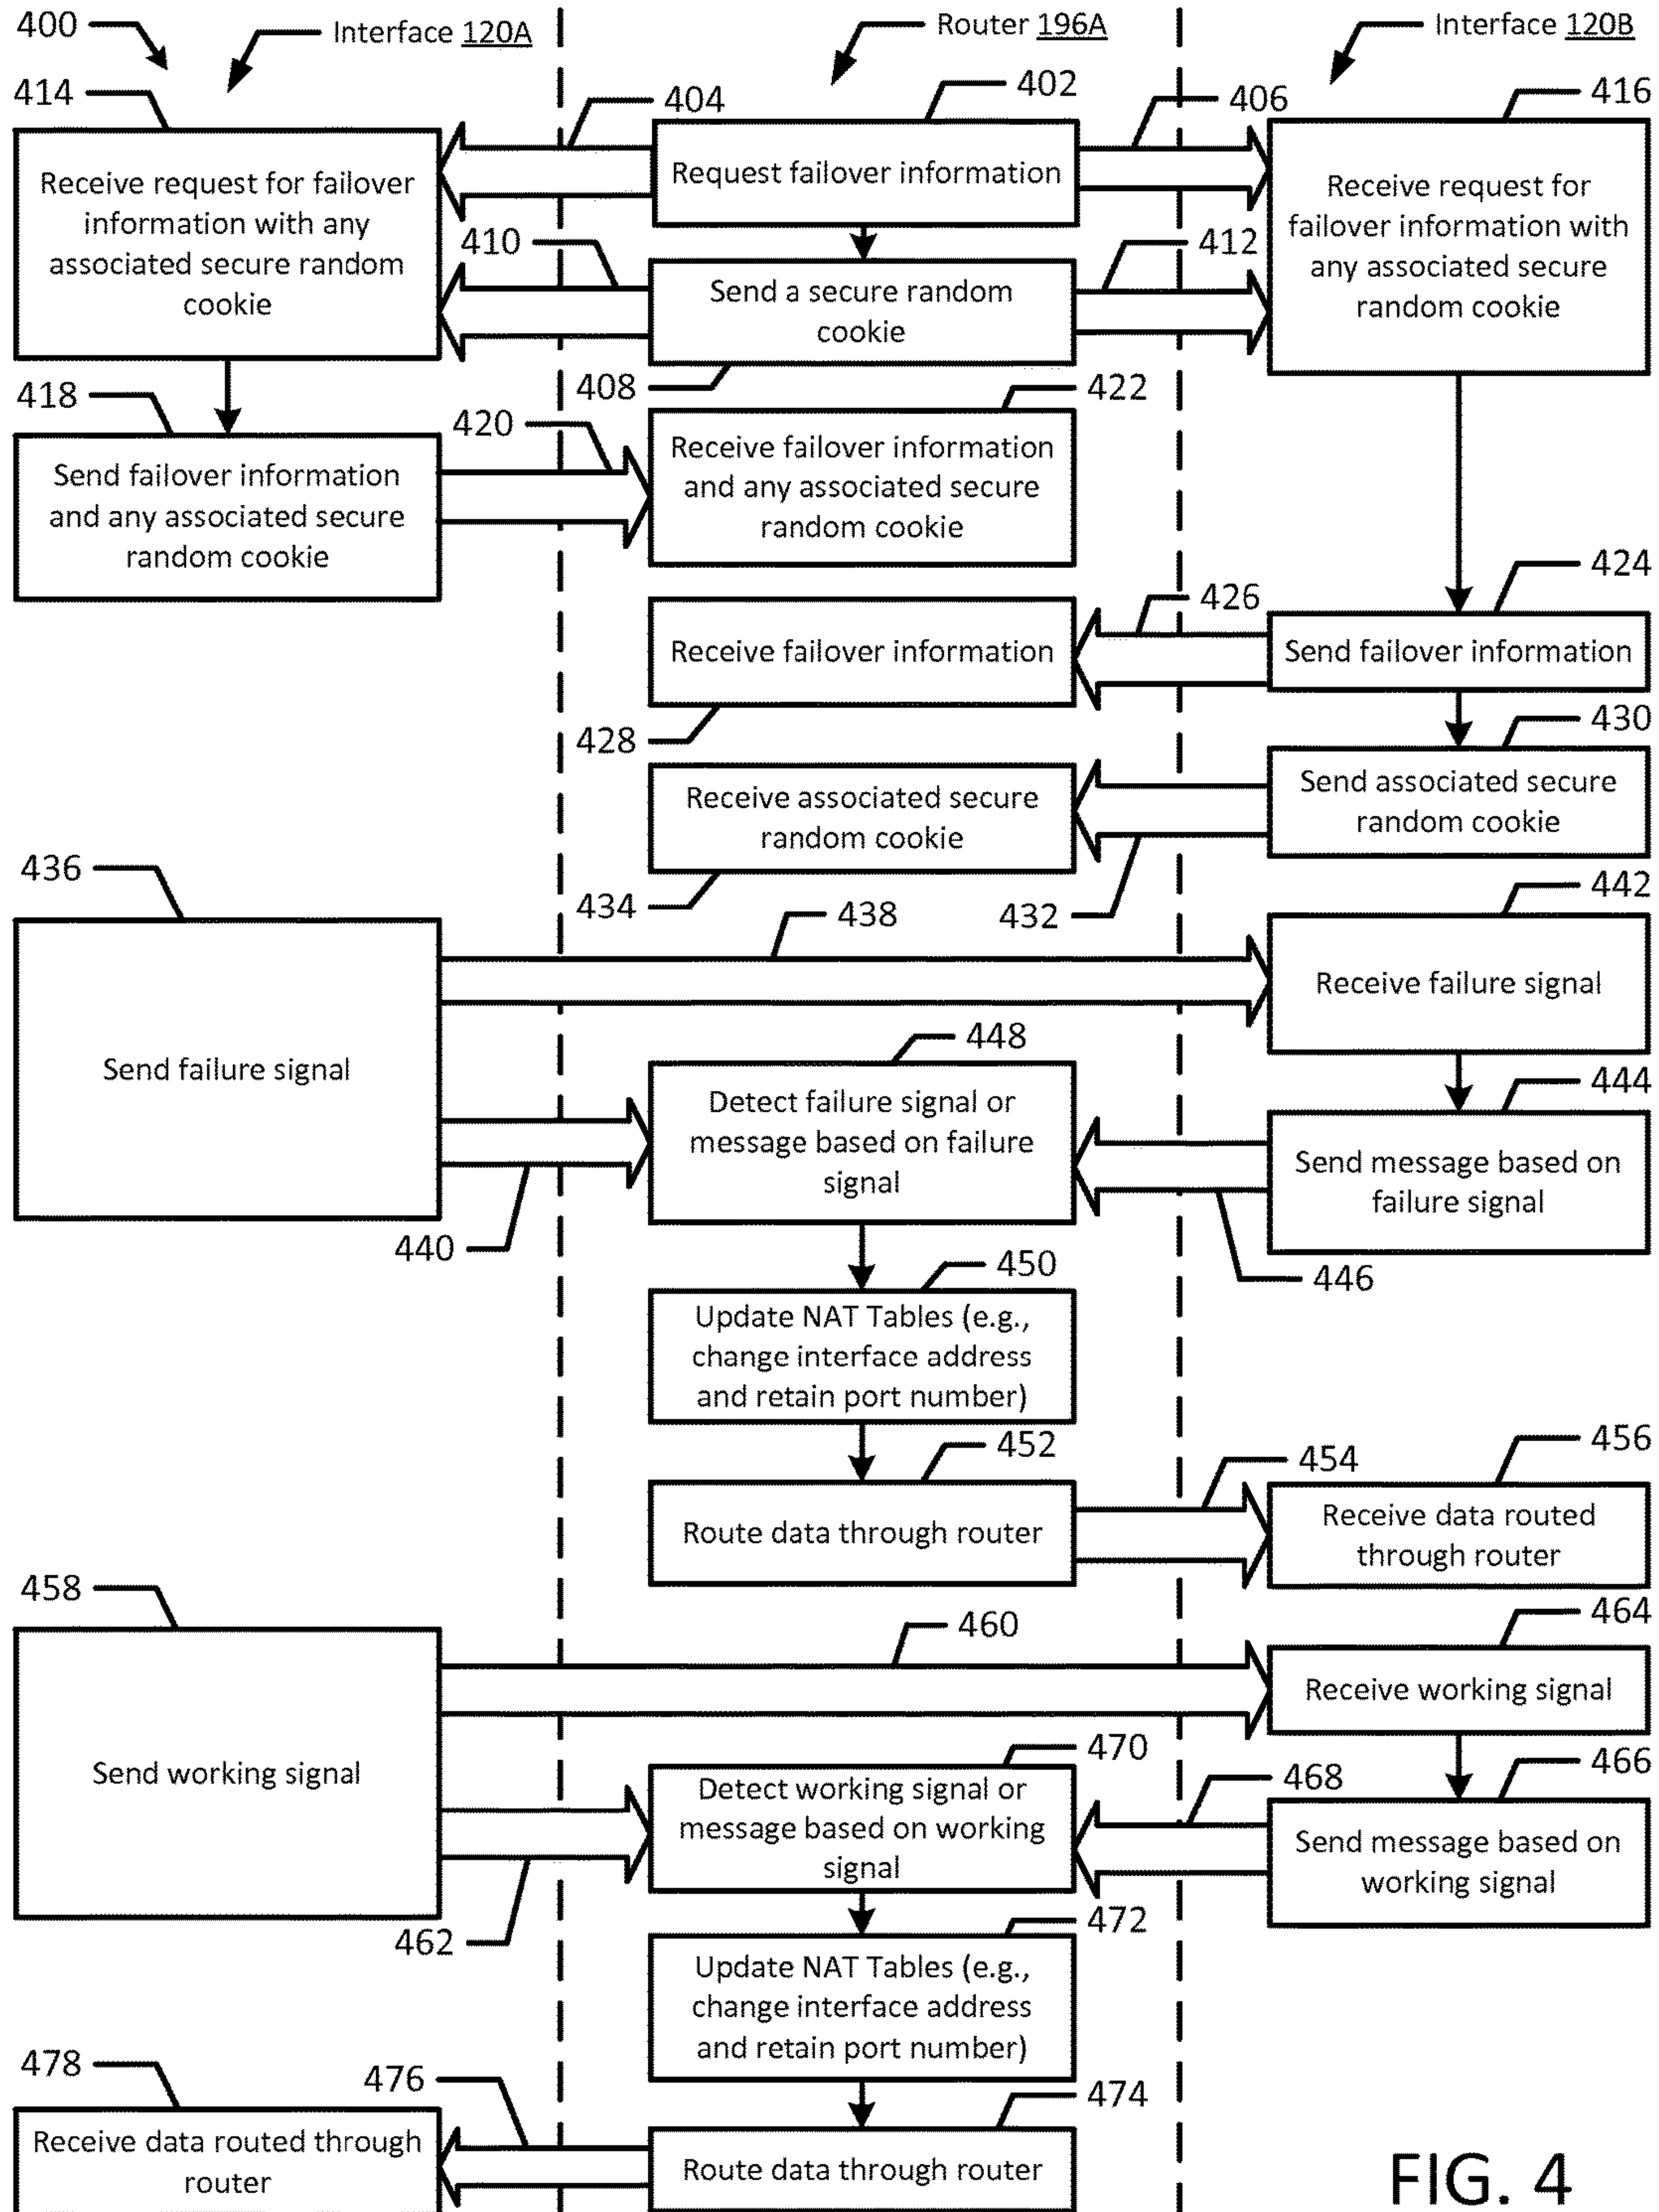 400
Interface 120A
Router 196A
Interface 120B
414
404
402
406
416
Receive request for failover
information with any
associated secure random
cookie
Request failover information
Receive request for
failover information with
any associated secure
random cookie
410
412
Send a secure random
cookie
408
418
420
422
Send failover information
and any associated secure
random cookie
Receive failover information
and any associated secure
random cookie
424
426
Receive failover information
Send failover information
428
430
Receive associated secure
random cookie
Send associated secure
random cookie
434
432
436
438
442
Send failure signal
Receive failure signal
448
444
Detect failure signal or
message based on failure
signal
Send message based on
failure signal
440
446
450
Update NAT Tables (e.g.,
change interface address
and retain port number)
452
454
456
Route data through router
Receive data routed
through router
458
460
464
Send working signal
Receive working signal
470
468
466
Detect working signal or
message based on working
signal
Send message based on
working signal
462
472
Update NAT Tables (e.g.,
change interface address
and retain port number)
478
476
474
Receive data routed through
router
Route data through router
FIG. 4